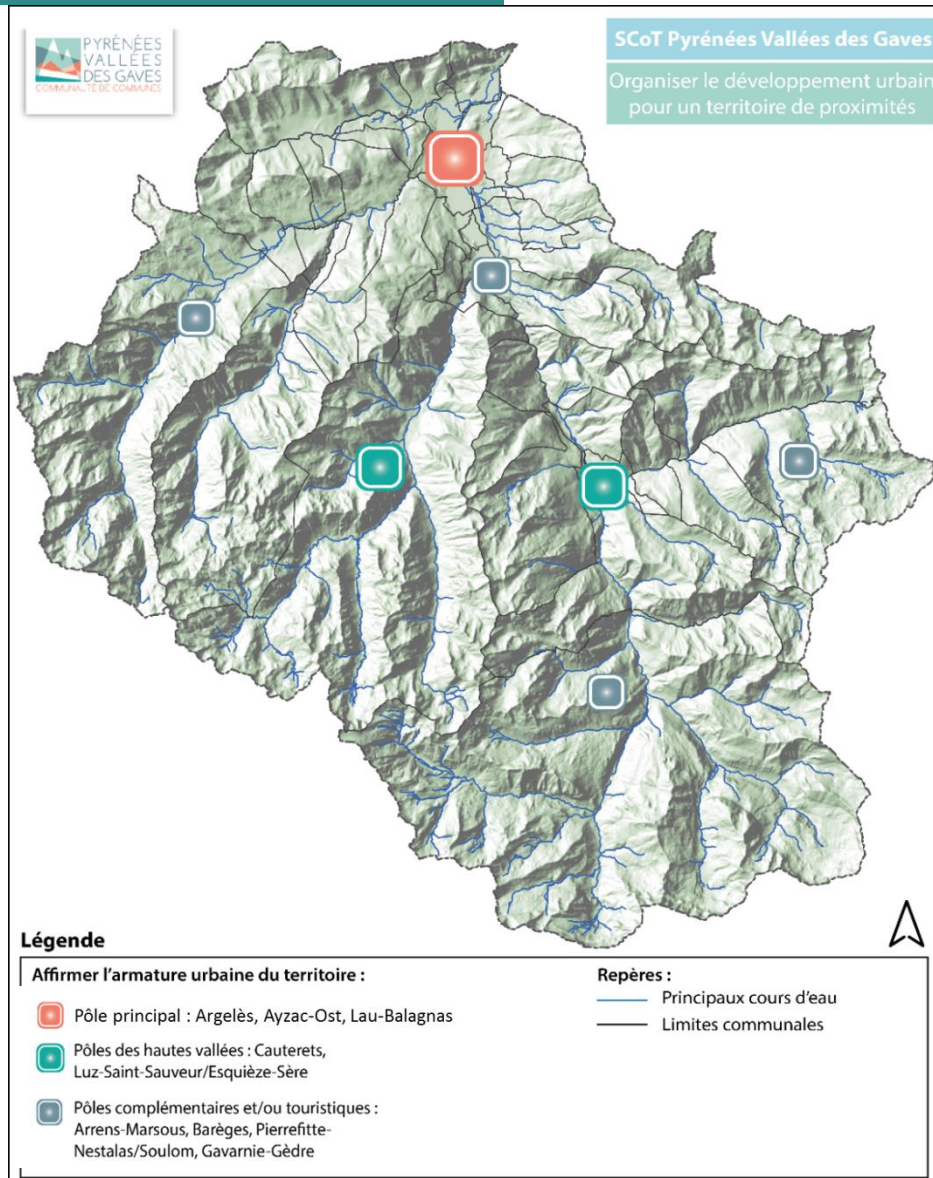 PYRÉNÉES
VALLÉES
DES GAVES
COMMUNAUTÉ DE COMMUNES
SCoT Pyrénées Vallées des Gaves
Organiser le développement urbain
pour un territoire de proximités
Légende
Affirmer l'armature urbaine du territoire :
Pôle principal : Argelès, Ayzac-Ost, Lau-Balagnas
Pôles des hautes vallées : Cauterets,
Luz-Saint-Sauveur/Esquièze-Sère
Pôles complémentaires et/ou touristiques :
Arrens-Marsous, Barèges, Pierrefitte-
Nestalas/Soulom, Gavarnie-Gèdre
Repères :
Principaux cours d'eau
Limites communales